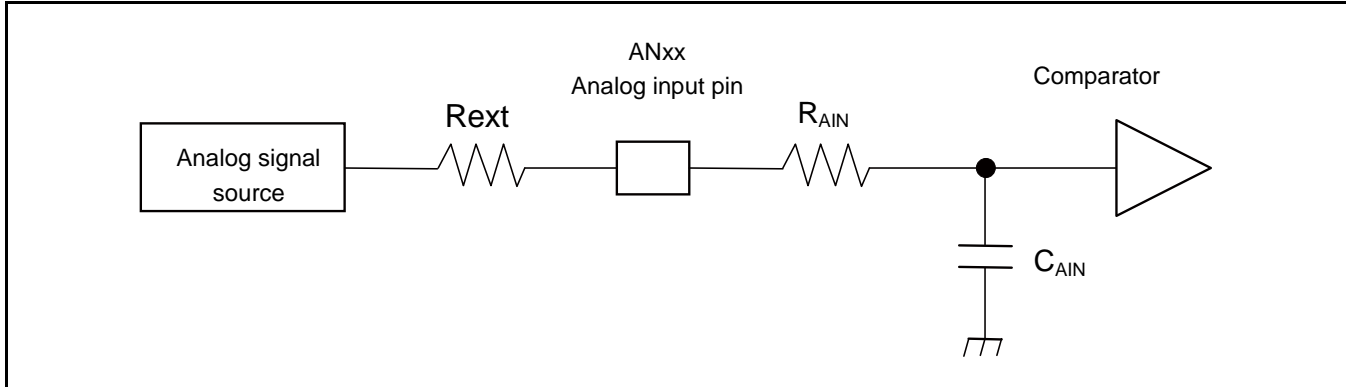 ANxx
Analog input pin
Comparator
Rext
RAIN
Analog signal
source
CAIN